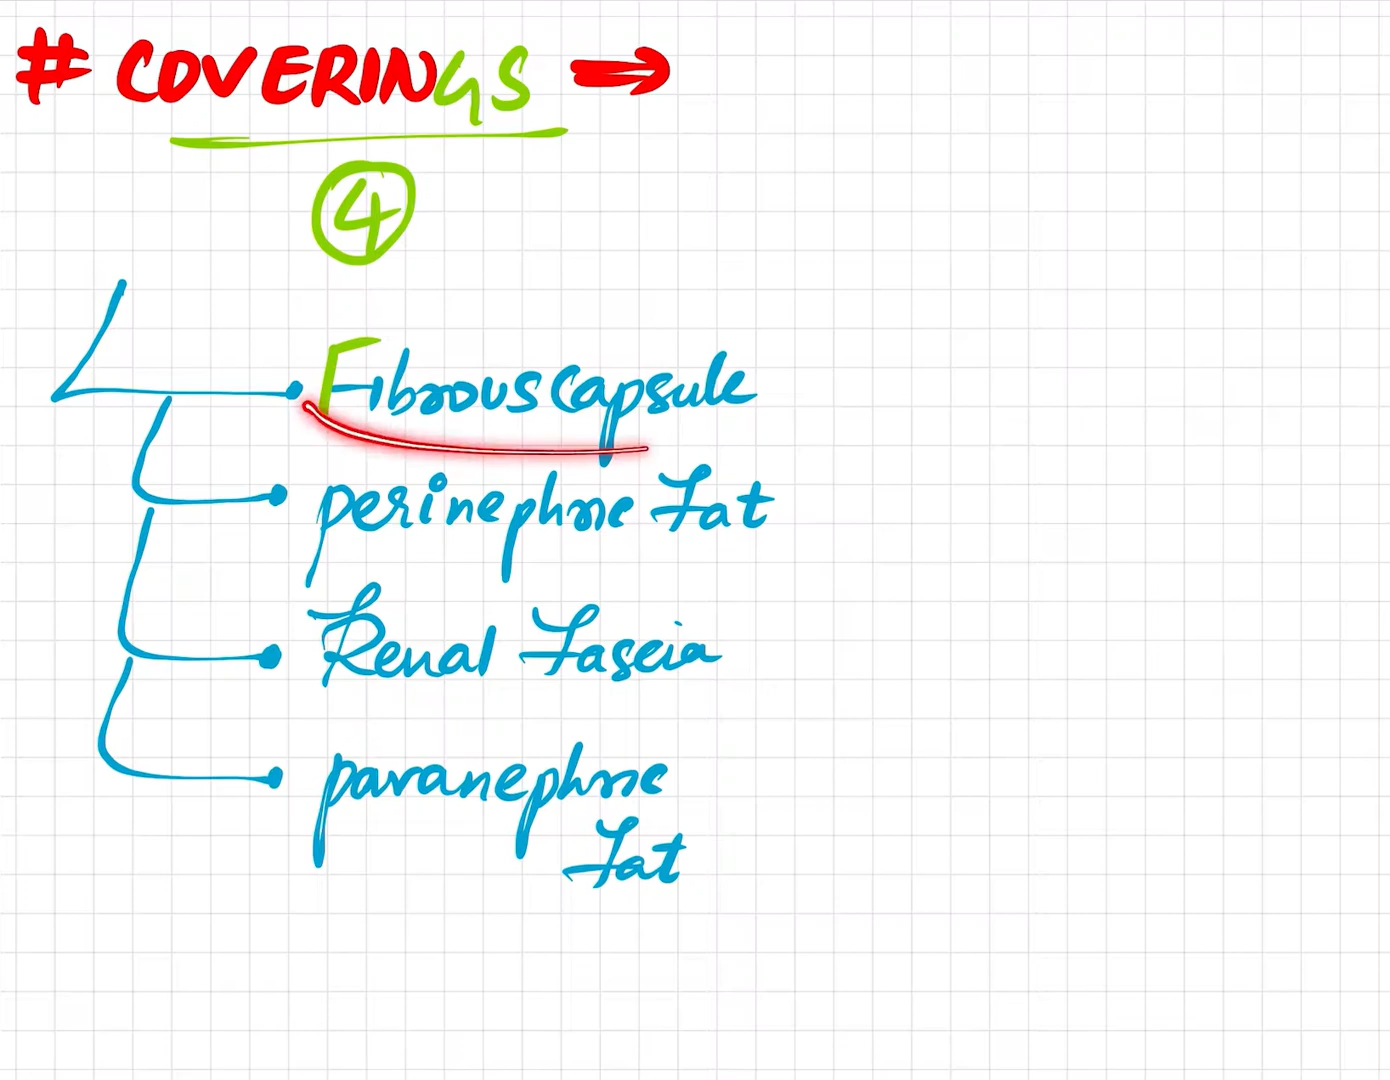 # COVERINGS →
4
Fibrous capsule
perinephric Fat
Renal Fascia
paranephric
Fat